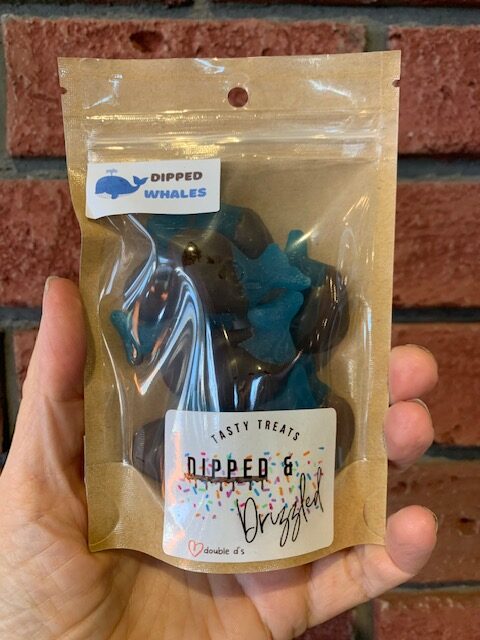 DIPPED
WHALES
TASTY TREATS
DIPPED &
Drizzled
double d's